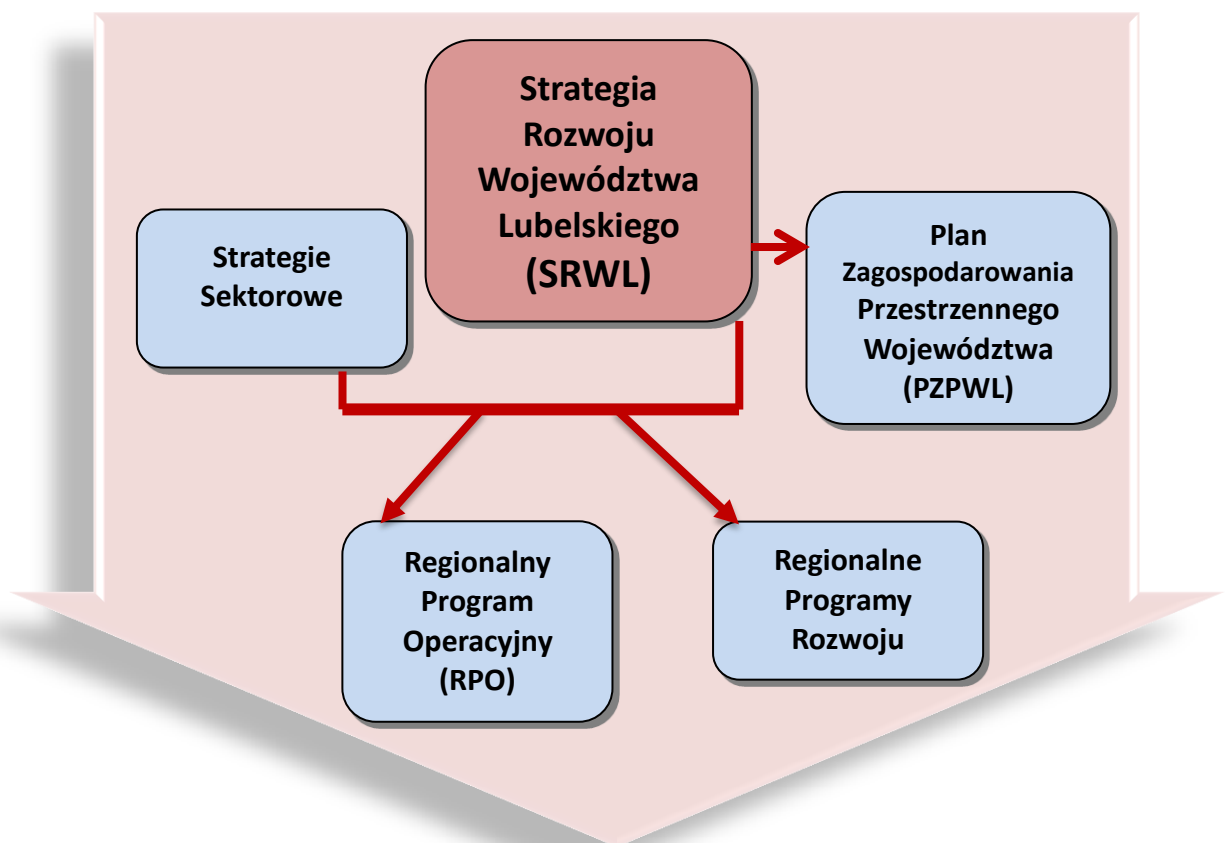 Strategia
Rozwoju
Województwa
Lubelskiego
(SRWL)
Strategie
Sektorowe
Plan
Zagospodarowania
Przestrzennego
Województwa
(PZPWL)
Regionalny
Program
Operacyjny
(RPO)
Regionalne
Programy
Rozwoju